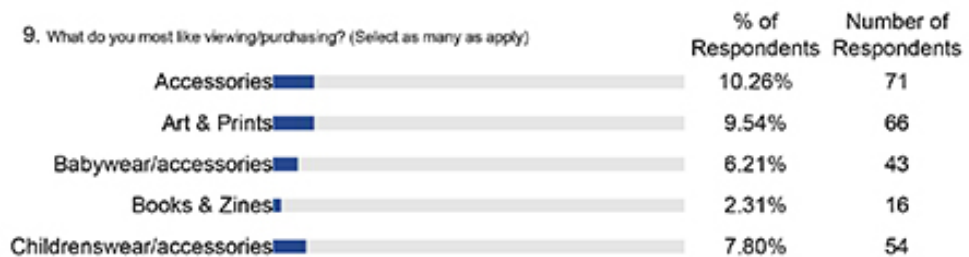 9. What do you most like viewing/purchasing? (Select as many as apply)
% of Respondents Number of Respondents
Accessories 10.26% 71
Art & Prints 9.54% 66
Babywear/accessories 6.21% 43
Books & Zines 2.31% 16
Childrenswear/accessories 7.80% 54